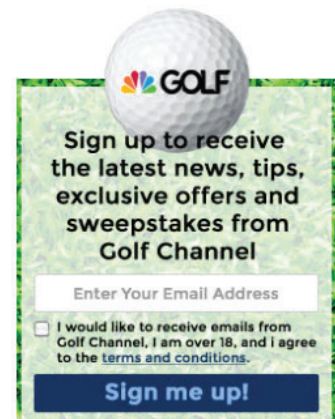 GOLF
Sign up to receive
the latest news, tips,
exclusive offers and
sweepstakes from
Golf Channel
Enter Your Email Address
I would like to receive emails from
Golf Channel, I am over 18, and i agree
to the terms and conditions.
Sign me up!